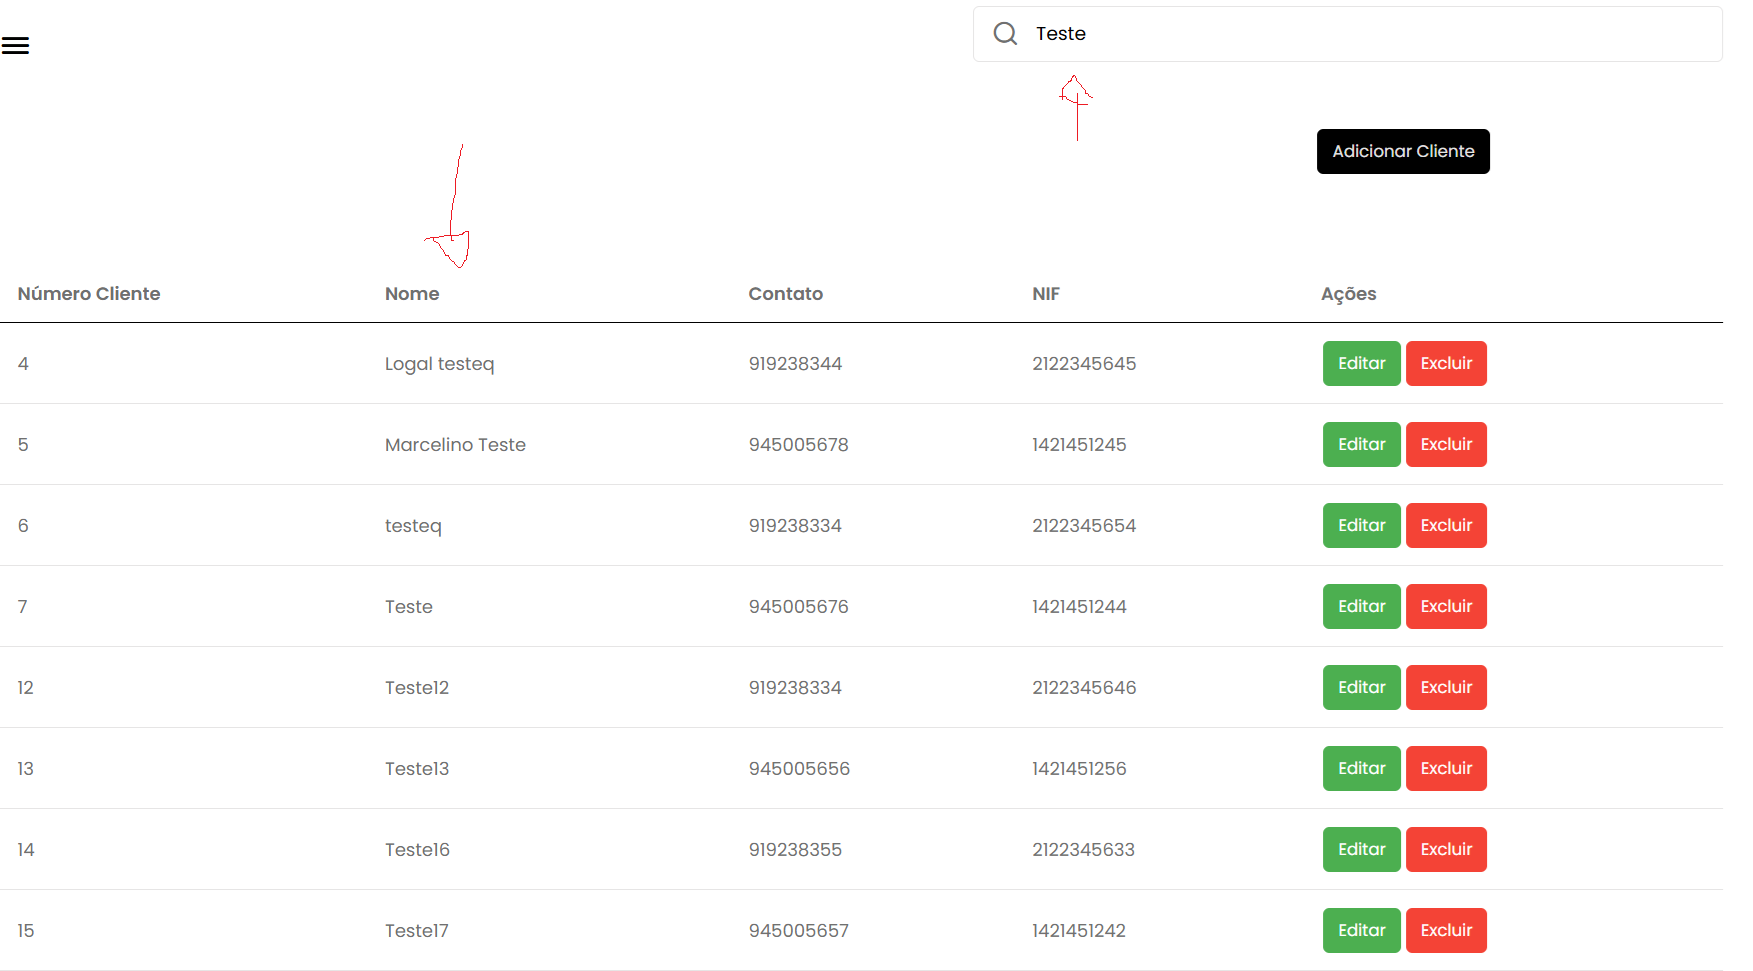 Teste
Adicionar Cliente
Número Cliente Nome Contato NIF Ações
4 Logal testeq 919238344 2122345645 Editar Excluir
5 Marcelino Teste 945005678 1421451245 Editar Excluir
6 testeq 919238334 2122345654 Editar Excluir
7 Teste 945005676 1421451244 Editar Excluir
12 Teste12 919238334 2122345646 Editar Excluir
13 Teste13 945005656 1421451256 Editar Excluir
14 Teste16 919238355 2122345633 Editar Excluir
15 Teste17 945005657 1421451242 Editar Excluir